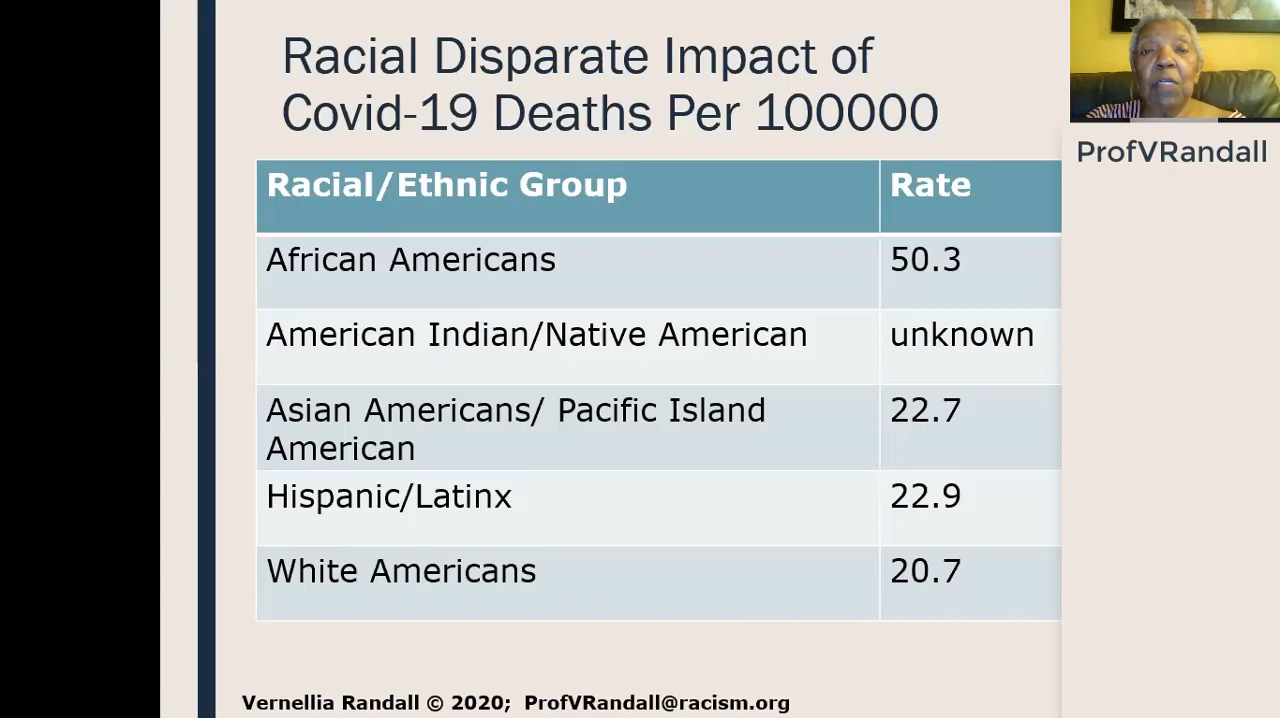 Racial Disparate Impact of
Covid-19 Deaths Per 100000
ProfVRandall
Racial/Ethnic Group Rate
African Americans 50.3
American Indian/Native American unknown
Asian Americans/ Pacific Island 22.7
American
Hispanic/Latinx 22.9
White Americans 20.7
Vernellia Randall © 2020; ProfVRandall@racism.org